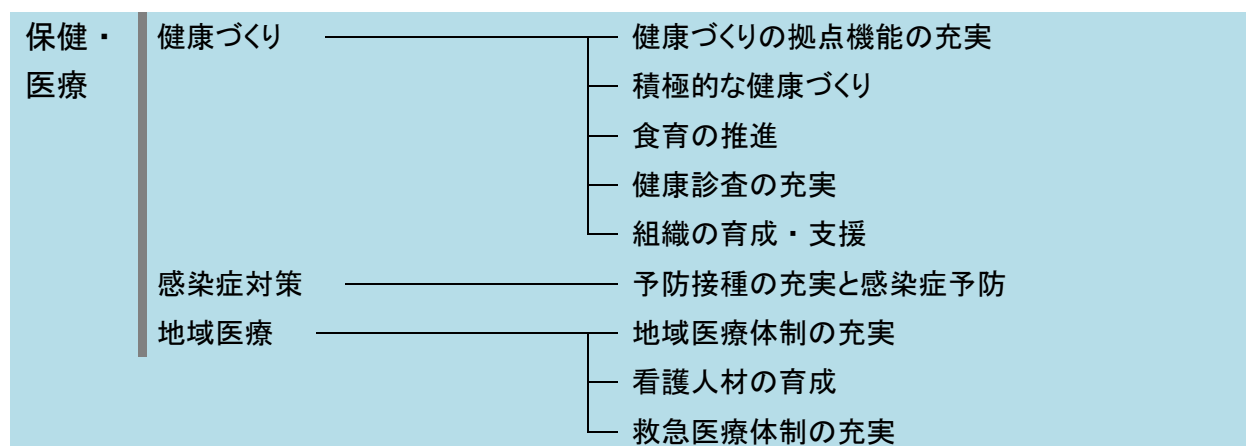 保健・
医療
健康づくり
健康づくりの拠点機能の充実
積極的な健康づくり
食育の推進
健康診査の充実
組織の育成・支援
感染症対策
予防接種の充実と感染症予防
地域医療
地域医療体制の充実
看護人材の育成
救急医療体制の充実